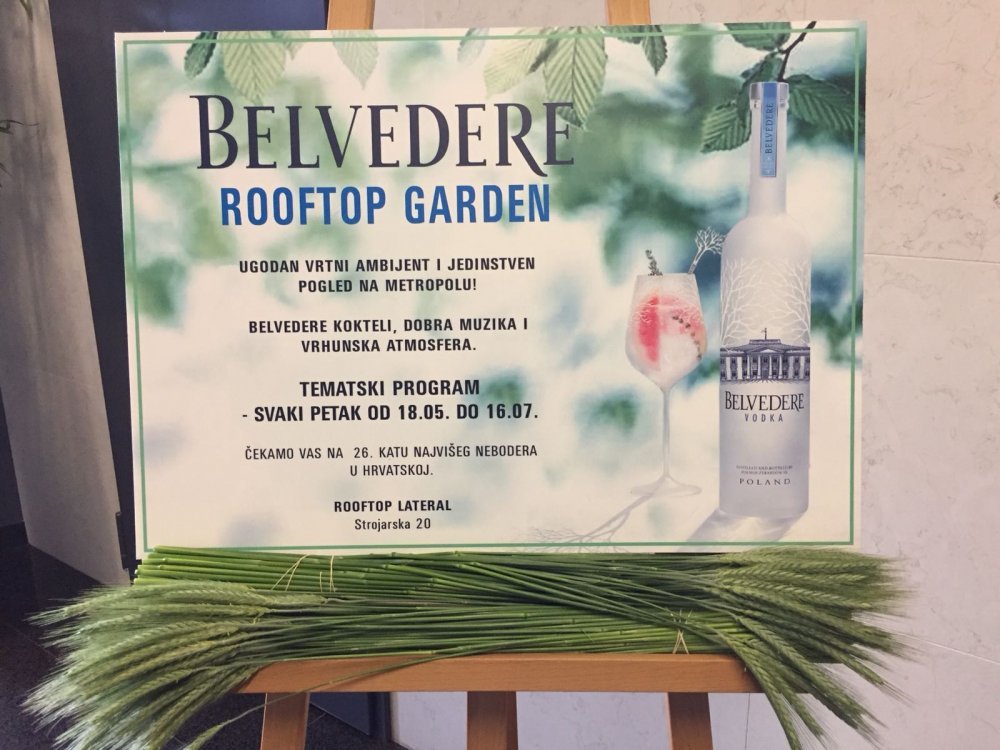 BELVEDERE
ROOFTOP GARDEN
UGODAN VRTNI AMBIJENT I JEDINSTVEN
POGLED NA METROPOLU!
BELVEDERE KOKTELI, DOBRA MUZIKA I
VRHUNSKA ATMOSFERA.
TEMATSKI PROGRAM
- SVAKI PETAK OD 18.05. DO 16.07.
ČEKAMO VAS NA 26. KATU NAJVIŠEG NEBODERA
U HRVATSKOJ.
ROOFTOP LATERAL
Strojarska 20
BELVEDERE
BELVEDERE
VODKA
POLAND